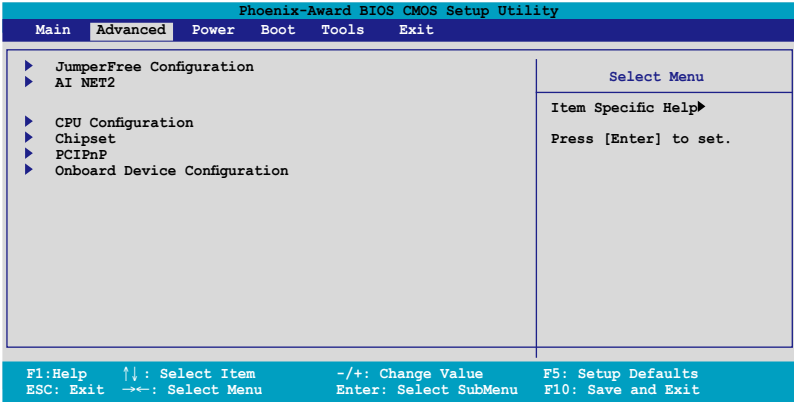 Phoenix-Award BIOS CMOS Setup Utility
Main Advanced Power Boot Tools Exit
JumperFree Configuration
AI NET2
CPU Configuration
Chipset
PCIPnP
Onboard Device Configuration
Select Menu
Item Specific Help
Press [Enter] to set.
F1:Help ↑↓: Select Item -/+: Change Value F5: Setup Defaults
ESC: Exit →←: Select Menu Enter: Select SubMenu F10: Save and Exit